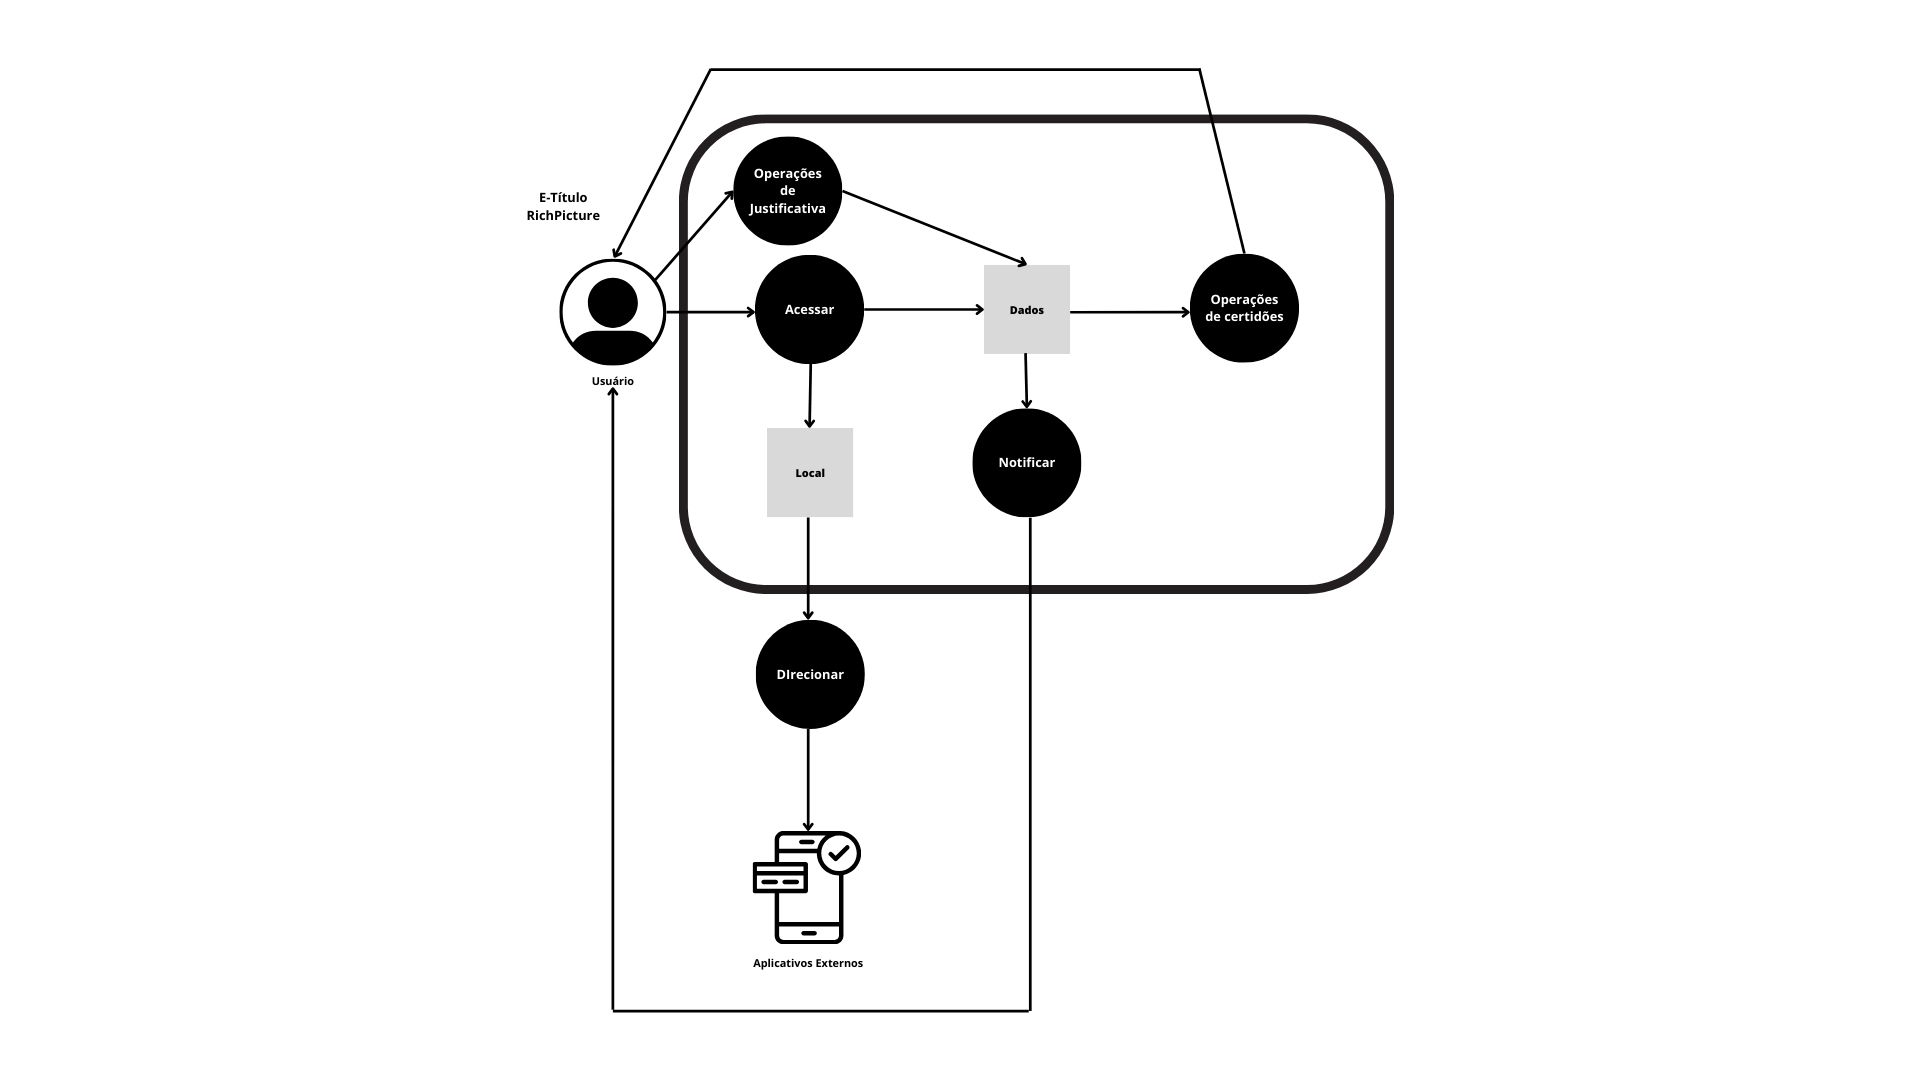 E-Título
RichPicture
Operações
de
Justificativa
Usuário
Acessar
Dados
Operações
de certidões
Local
Notificar
DIrecionar
Aplicativos Externos